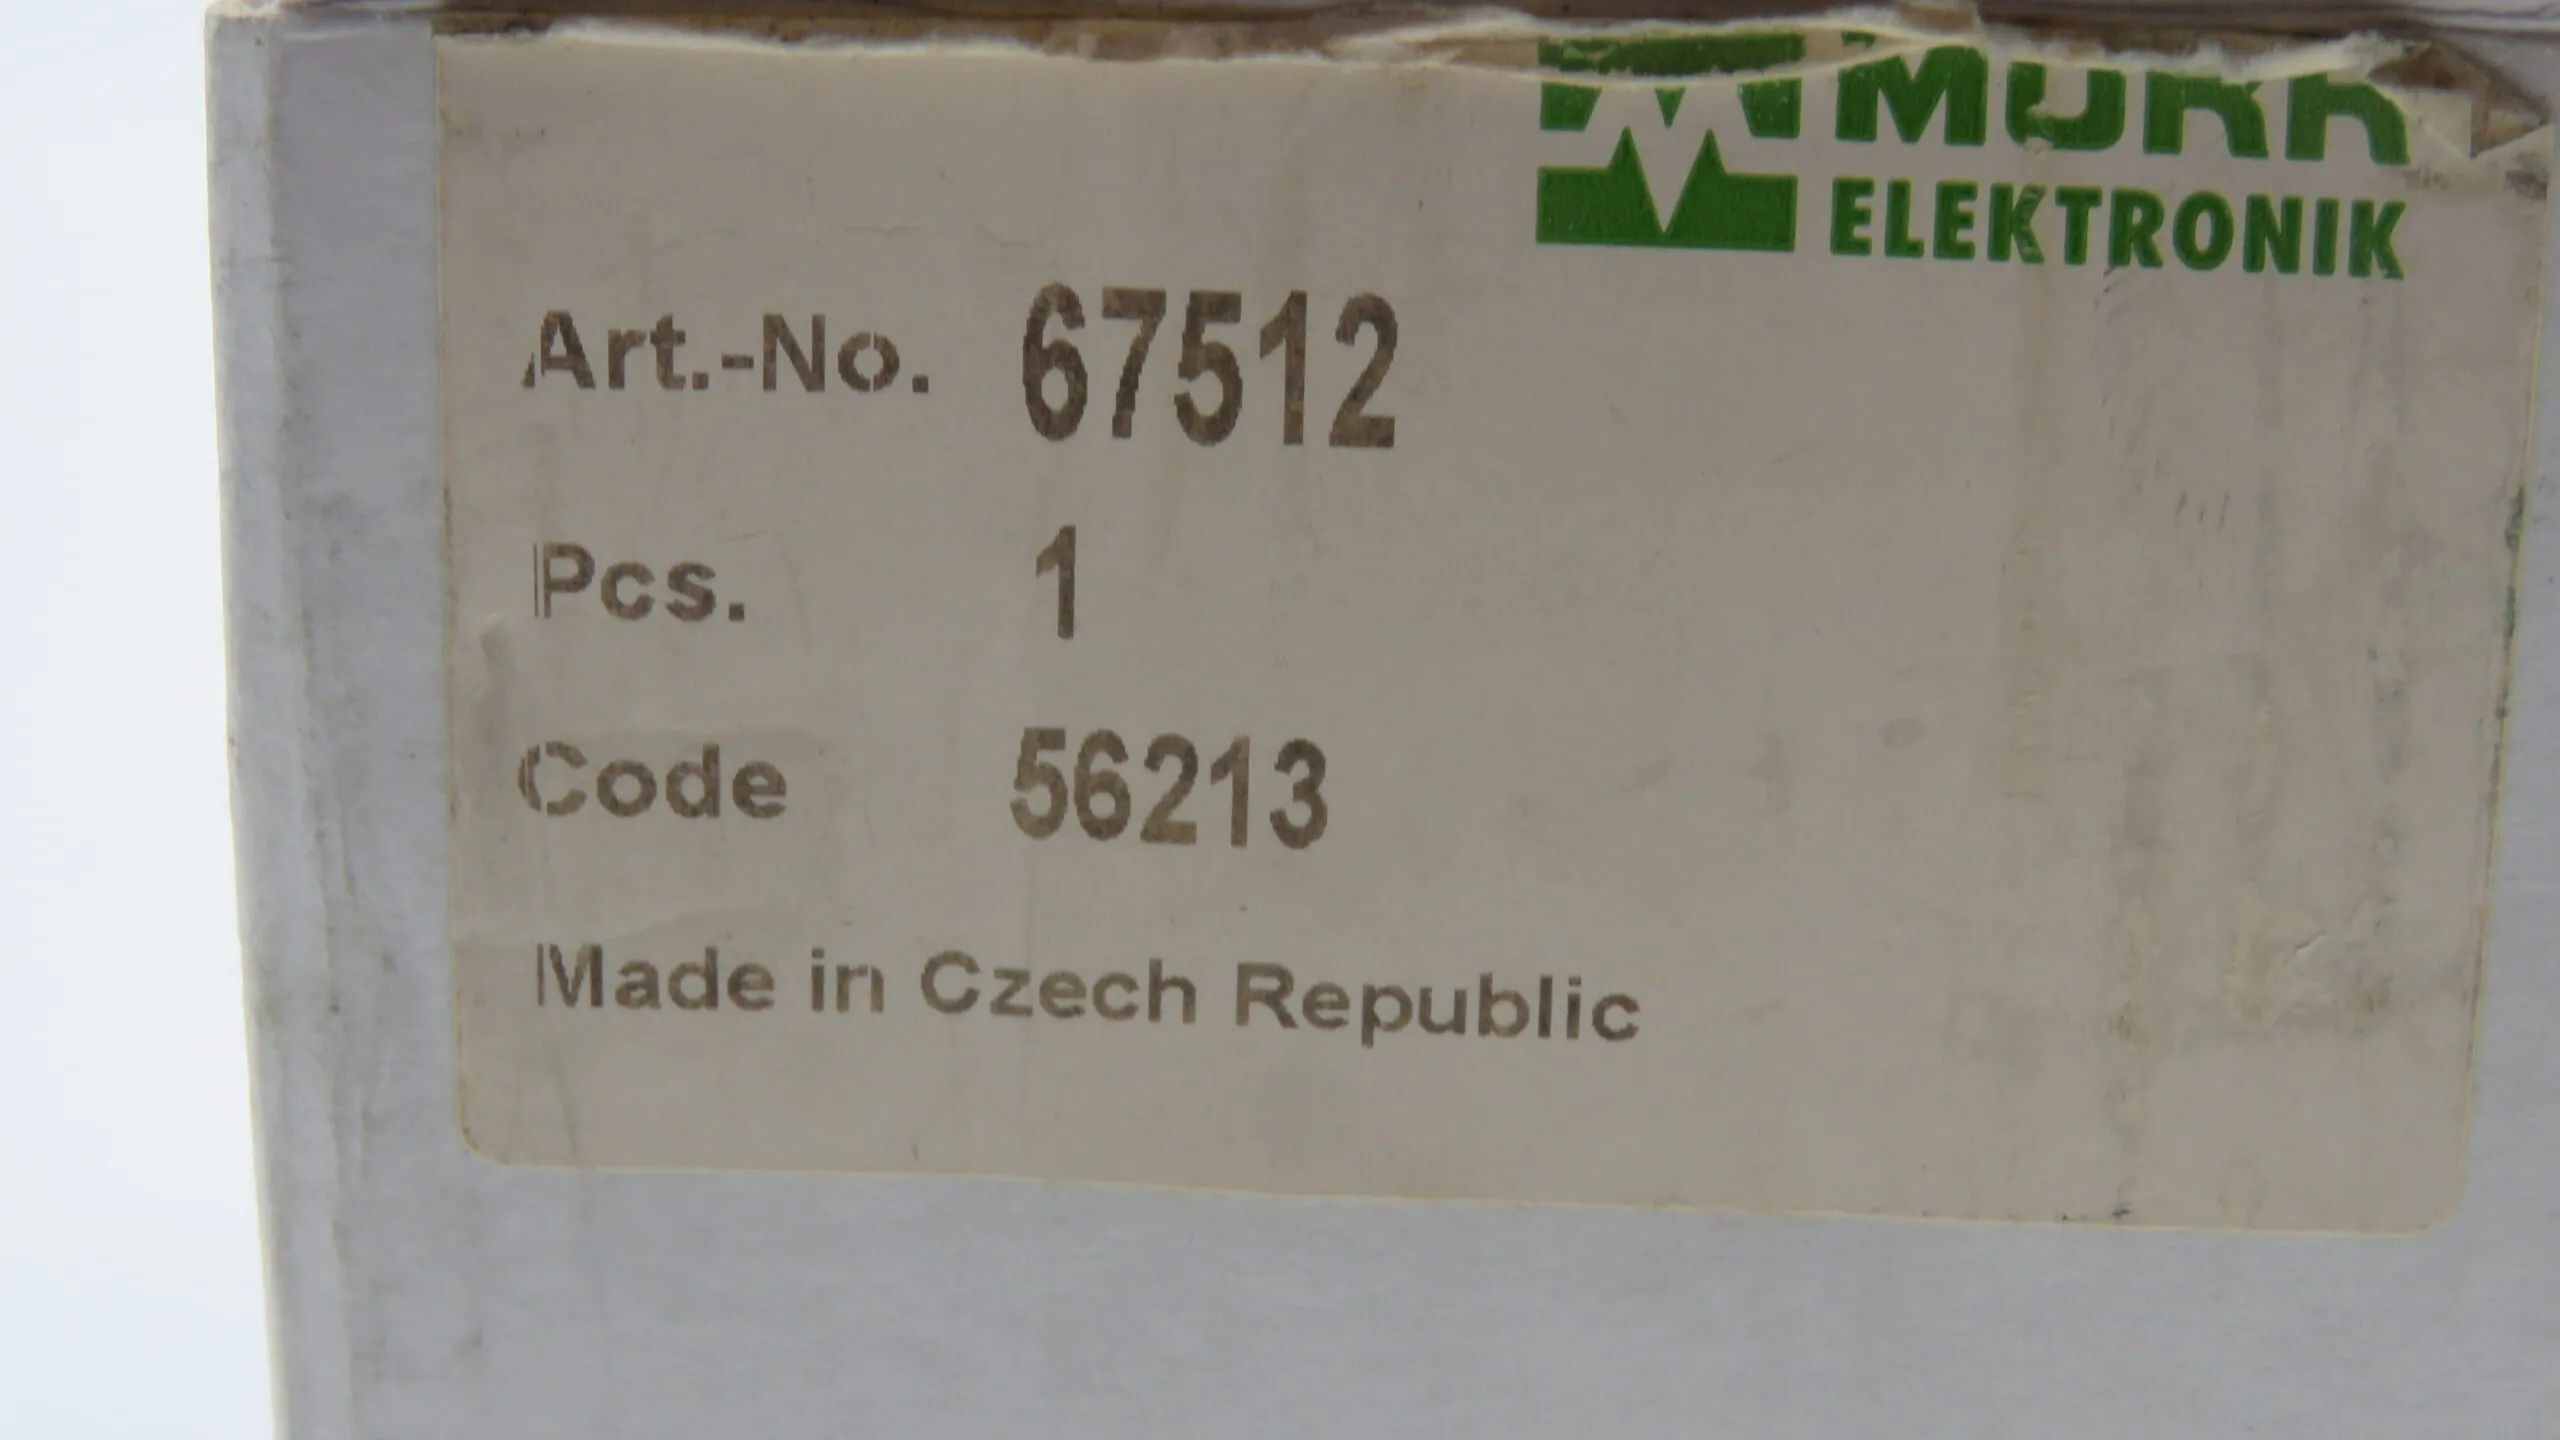 MURR
ELEKTRONIK
Art.-No. 67512
Pcs. 1
Code 56213
Made in Czech Republic